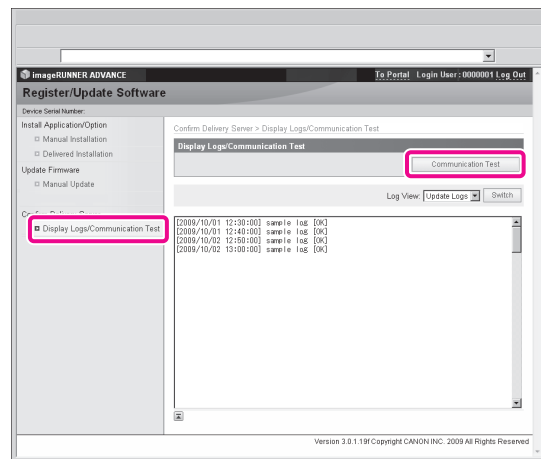 imageRUNNER ADVANCE
To Portal Login User : 0000001 Log Out
Register/Update Software
Device Serial Number:
Install Application/Option
Manual Installation
Delivered Installation
Update Firmware
Manual Update
Confirm Delivery Server
Display Logs/Communication Test
Confirm Delivery Server > Display Logs/Communication Test
Display Logs/Communication Test
Communication Test
Log View: Update Logs Switch
[2009/10/01 12:30:00] sample log [OK]
[2009/10/01 12:40:00] sample log [OK]
[2009/10/02 12:50:00] sample log [OK]
[2009/10/02 13:00:00] sample log [OK]
Version 3.0.1.19f Copyright CANON INC. 2009 All Rights Reserved